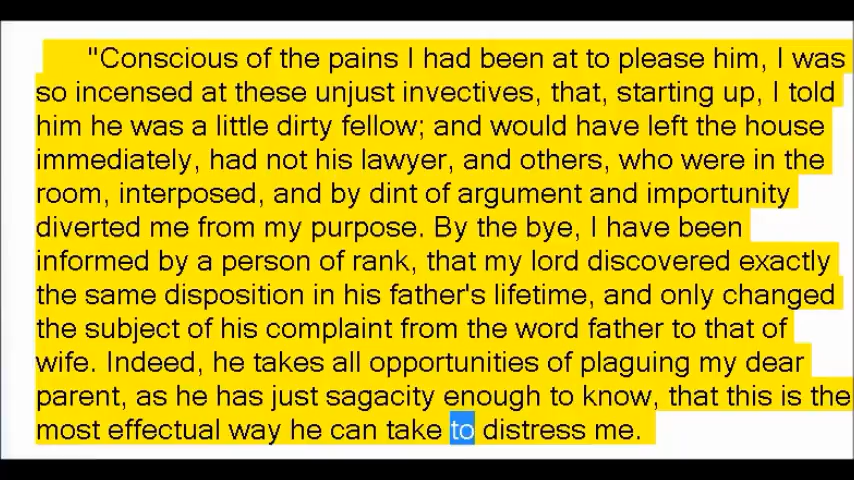 "Conscious of the pains I had been at to please him, I was
so incensed at these unjust invectives, that, starting up, I told
him he was a little dirty fellow; and would have left the house
immediately, had not his lawyer, and others, who were in the
room, interposed, and by dint of argument and importunity
diverted me from my purpose. By the bye, I have been
informed by a person of rank, that my lord discovered exactly
the same disposition in his father's lifetime, and only changed
the subject of his complaint from the word father to that of
wife. Indeed, he takes all opportunities of plaguing my dear
parent, as he has just sagacity enough to know, that this is the
most effectual way he can take to distress me.